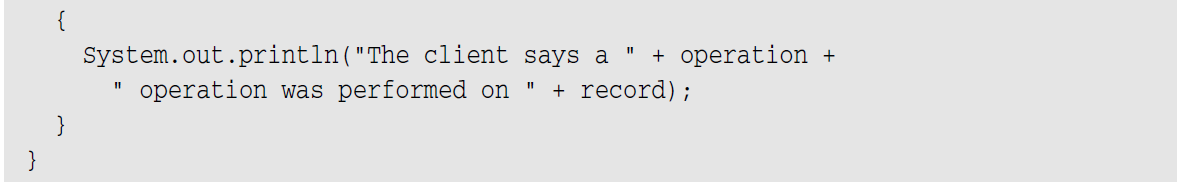 {
System.out.println("The client says a " + operation +
" operation was performed on " + record);
}
}